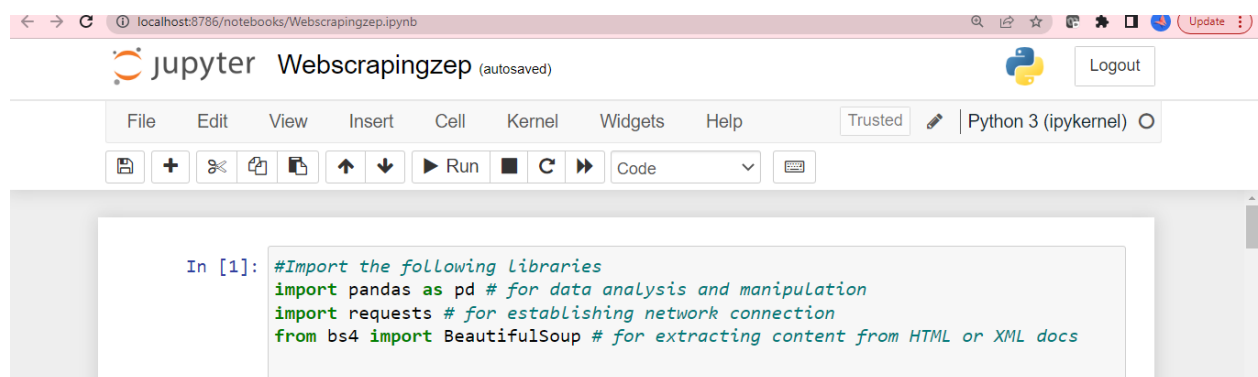 localhost:8786/notebooks/Webscrapingzep.ipynb Update
jupyter Webscrapingzep (autosaved) Logout
File Edit View Insert Cell Kernel Widgets Help Trusted Python 3 (ipykernel)
Run Code
In [1]: #Import the following libraries
import pandas as pd # for data analysis and manipulation
import requests # for establishing network connection
from bs4 import BeautifulSoup # for extracting content from HTML or XML docs